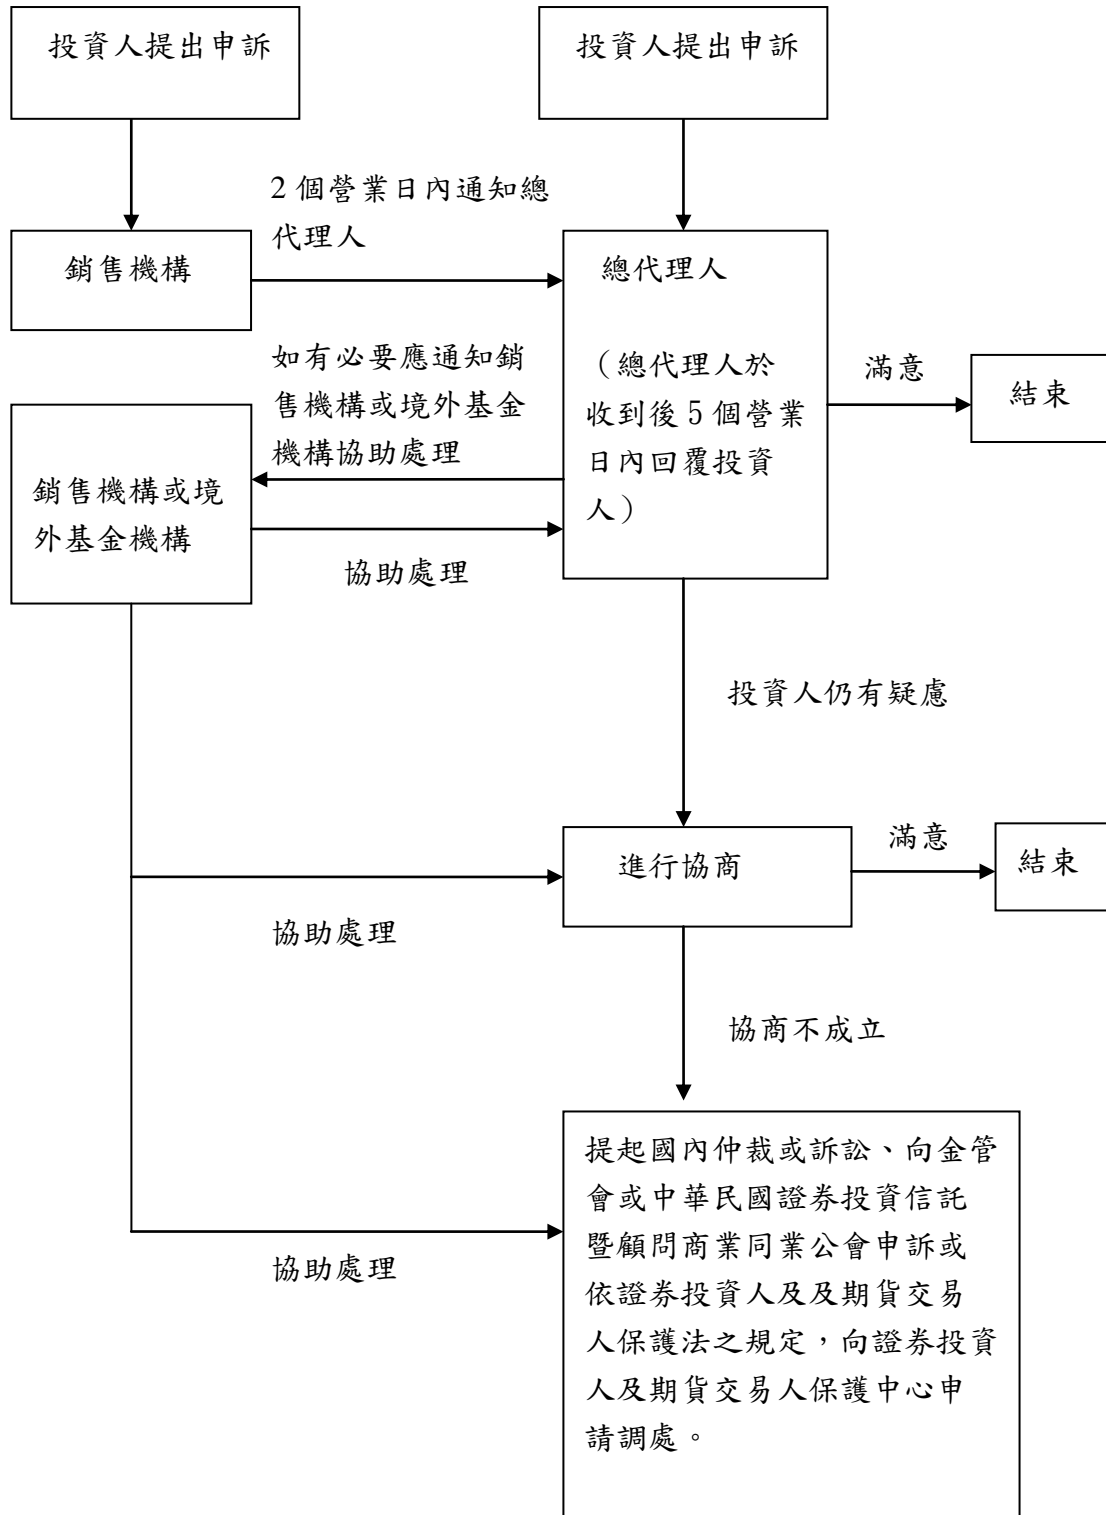 投資人提出申訴
投資人提出申訴
2 個營業日內通知總
代理人
銷售機構
總代理人
如有必要應通知銷
售機構或境外基金
機構協助處理
（總代理人於
收到後 5 個營業
日內回覆投資
人）
滿意
結束
銷售機構或境
外基金機構
協助處理
投資人仍有疑慮
進行協商
滿意
結束
協助處理
協商不成立
提起國內仲裁或訴訟、向金管
會或中華民國證券投資信託
暨顧問商業同業公會申訴或
依證券投資人及及期貨交易
人保護法之規定，向證券投資
人及期貨交易人保護中心申
請調處。
協助處理